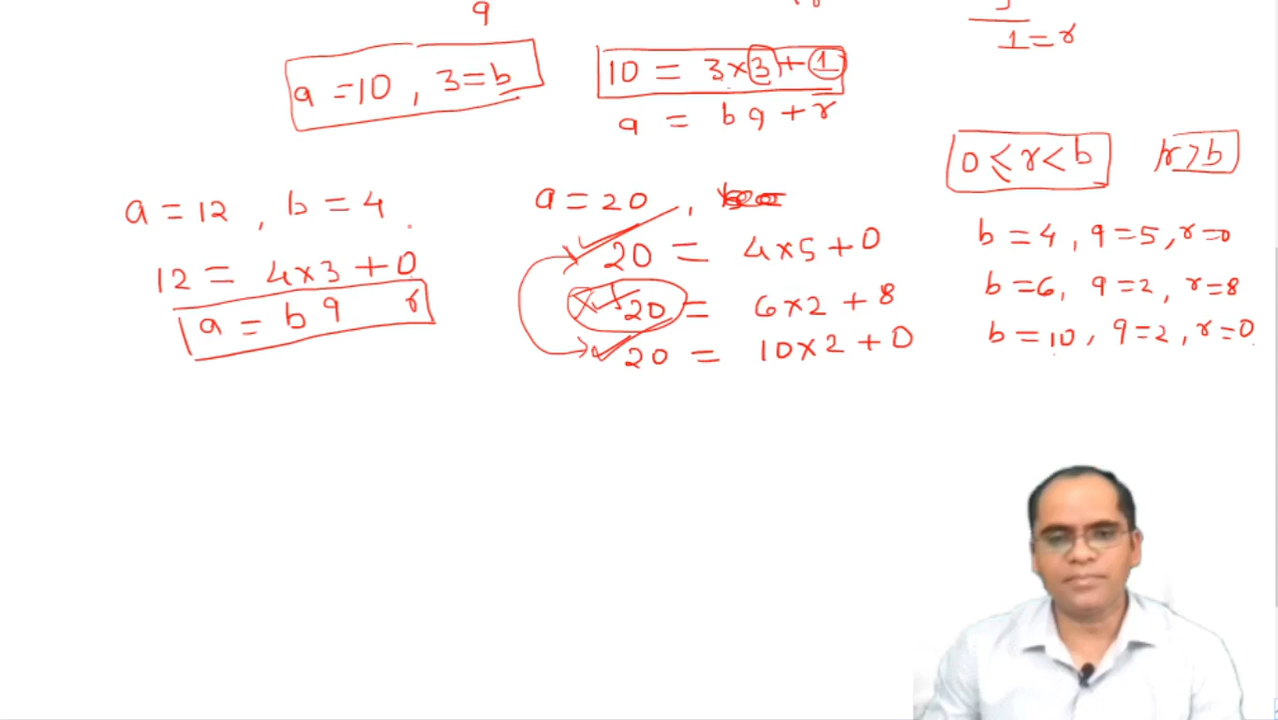 q
1 = r
a = 10 , 3 = b
10 = 3 × 3 + 1
a = b q + r
0 ≤ r < b
r > b
a = 12 , b = 4
12 = 4 × 3 + 0
a = b q r
a = 20 ,
20 = 4 × 5 + 0
20 = 6 × 2 + 8
20 = 10 × 2 + 0
b = 4 , q = 5 , r = 0
b = 6 , q = 2 , r = 8
b = 10 , q = 2 , r = 0